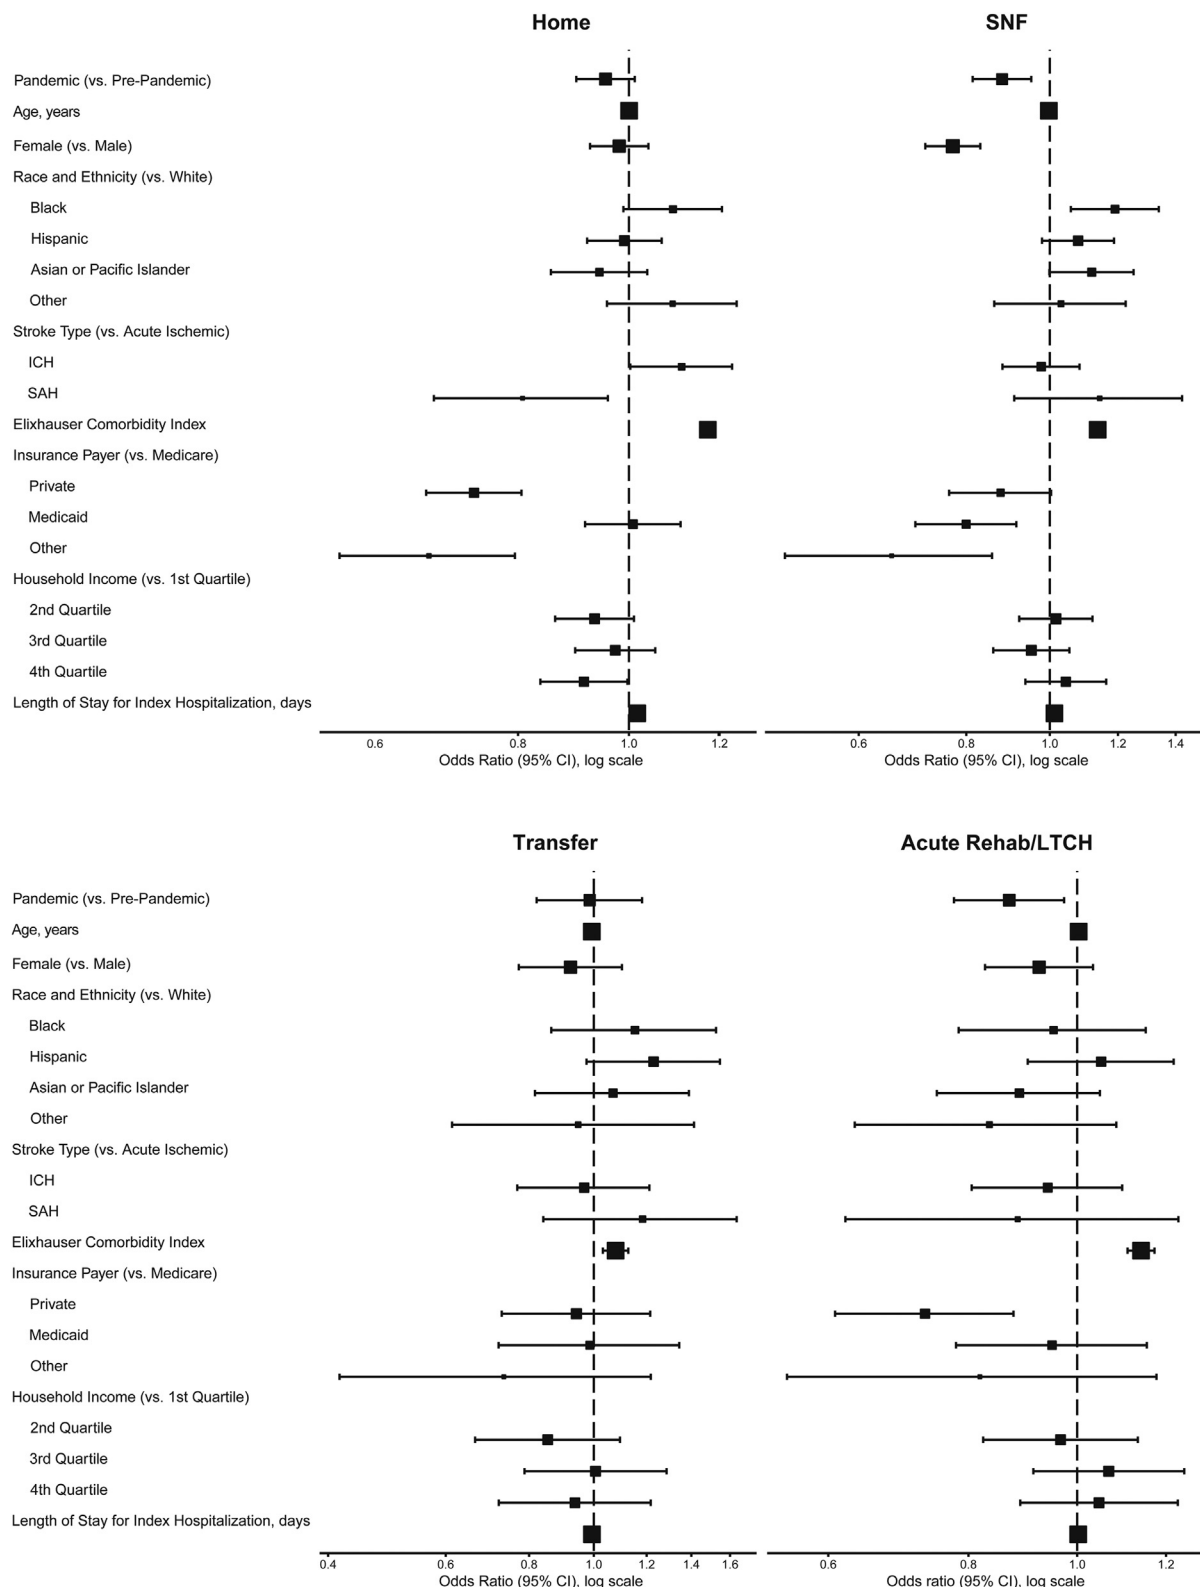 Home
SNF
Pandemic (vs. Pre-Pandemic)
Age, years
Female (vs. Male)
Race and Ethnicity (vs. White)
Black
Hispanic
Asian or Pacific Islander
Other
Stroke Type (vs. Acute Ischemic)
ICH
SAH
Elixhauser Comorbidity Index
Insurance Payer (vs. Medicare)
Private
Medicaid
Other
Household Income (vs. 1st Quartile)
2nd Quartile
3rd Quartile
4th Quartile
Length of Stay for Index Hospitalization, days
0.6 0.8 1.0 1.2
0.6 0.8 1.0 1.2 1.4
Odds Ratio (95% CI), log scale
Odds Ratio (95% CI), log scale
Transfer
Acute Rehab/LTCH
Pandemic (vs. Pre-Pandemic)
Age, years
Female (vs. Male)
Race and Ethnicity (vs. White)
Black
Hispanic
Asian or Pacific Islander
Other
Stroke Type (vs. Acute Ischemic)
ICH
SAH
Elixhauser Comorbidity Index
Insurance Payer (vs. Medicare)
Private
Medicaid
Other
Household Income (vs. 1st Quartile)
2nd Quartile
3rd Quartile
4th Quartile
Length of Stay for Index Hospitalization, days
0.4 0.6 0.8 1.0 1.2 1.4 1.6
0.6 0.8 1.0 1.2
Odds Ratio (95% CI), log scale
Odds ratio (95% CI), log scale